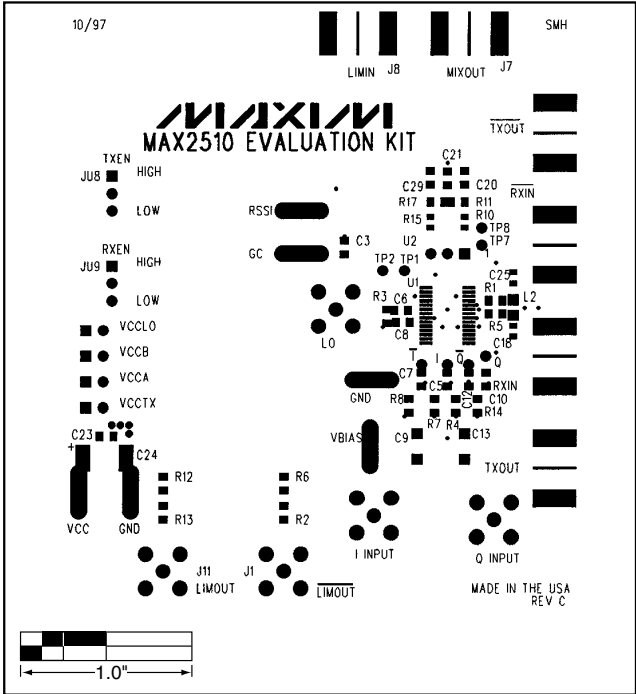 10/97
SMH
LIMIN
J8
MIXOUT
J7
MAXIM
MAX2510 EVALUATION KIT
TXOUT
TXEN
JU8
HIGH
LOW
C21
C29
C20
RXIN
R17
R11
R15
R10
RSSI
TP8
TP7
U2
1
C3
GC
RXEN
JU9
HIGH
LOW
TP2
TP1
U1
C25
R1
L2
R3
C6
C8
R5
LO
VCCLO
VCCB
VCCA
VCCTX
C18
I
I
Q
Q
C7
C5
C12
RXIN
GND
R8
C10
R14
R7
R4
C23
+
C24
VBIAS
C9
C13
TXOUT
R12
R6
VCC
GND
R13
R2
I INPUT
Q INPUT
J11
LIMOUT
J1
LIMOUT
MADE IN THE USA
REV C
1.0"